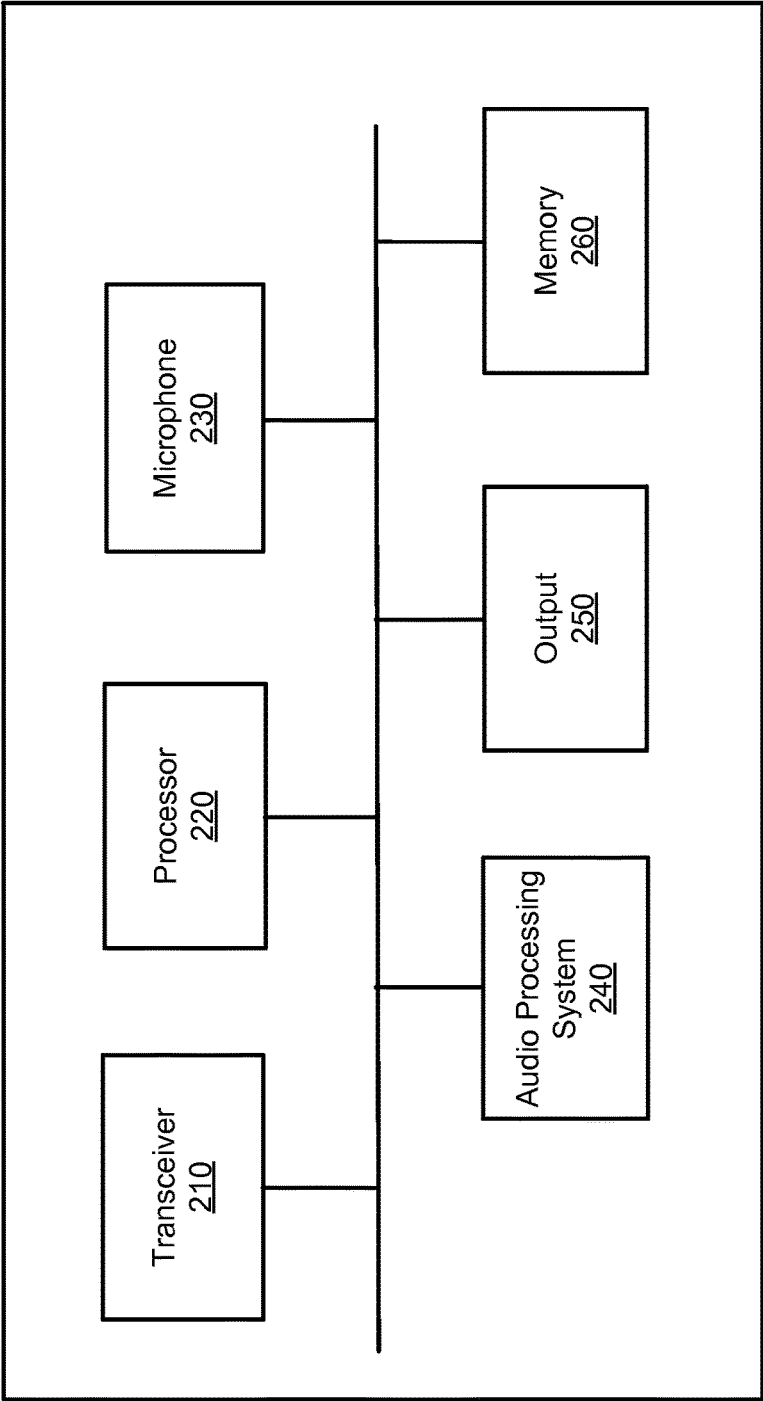 Transceiver
210
Processor
220
Microphone
230
Audio Processing
System
240
Output
250
Memory
260